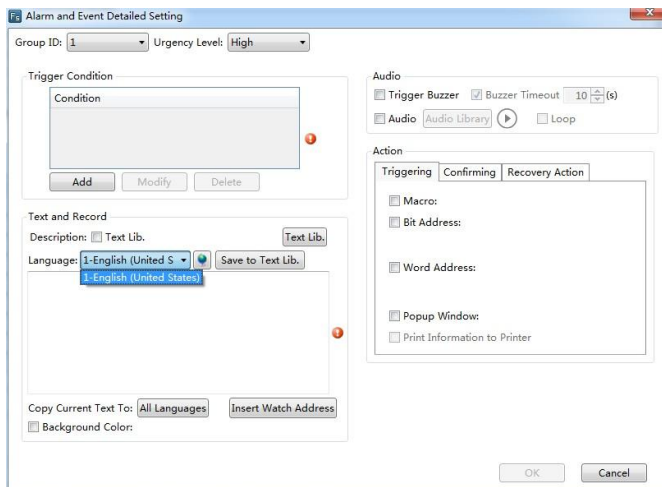 Fs Alarm and Event Detailed Setting
Group ID: 1 Urgency Level: High
Trigger Condition
Condition
Add Modify Delete
Text and Record
Description: Text Lib. Text Lib.
Language: 1-English (United S Save to Text Lib.
1-English (United States)
Copy Current Text To: All Languages Insert Watch Address
Background Color:
Audio
Trigger Buzzer Buzzer Timeout 10 (s)
Audio Audio Library Loop
Action
Triggering Confirming Recovery Action
Macro:
Bit Address:
Word Address:
Popup Window:
Print Information to Printer
OK Cancel